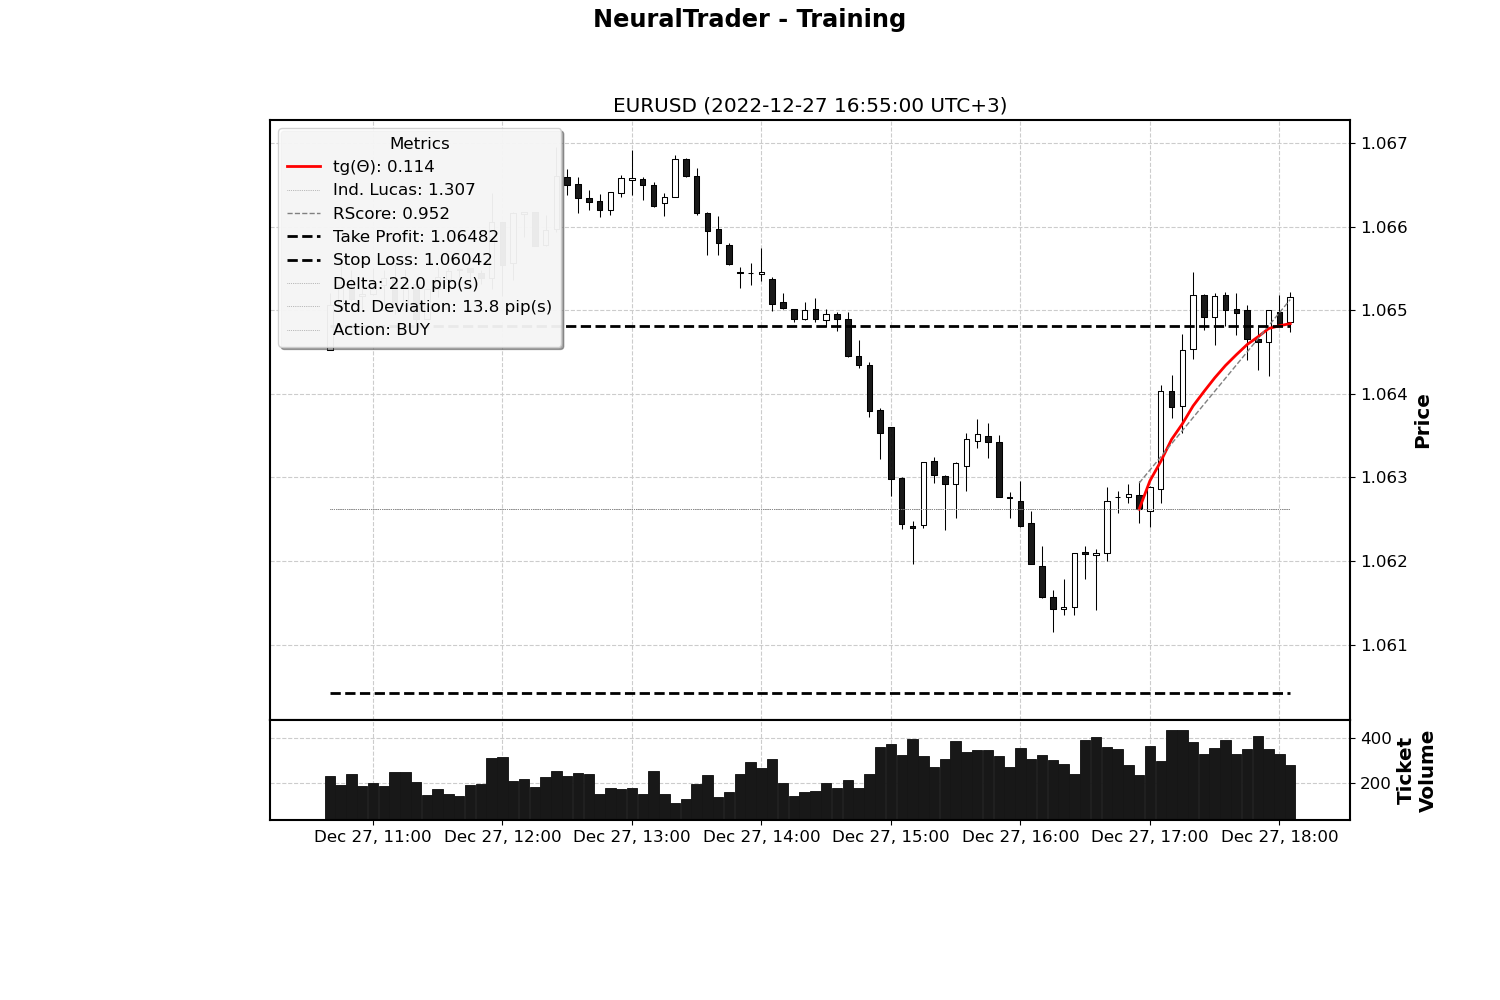 NeuralTrader - Training
EURUSD (2022-12-27 16:55:00 UTC+3)
Metrics
tg(Θ): 0.114
Ind. Lucas: 1.307
RScore: 0.952
Take Profit: 1.06482
Stop Loss: 1.06042
Delta: 22.0 pip(s)
Std. Deviation: 13.8 pip(s)
Action: BUY
1.067
1.066
1.065
1.064
1.063
1.062
1.061
Price
400
200
Ticket
Volume
Dec 27, 11:00
Dec 27, 12:00
Dec 27, 13:00
Dec 27, 14:00
Dec 27, 15:00
Dec 27, 16:00
Dec 27, 17:00
Dec 27, 18:00